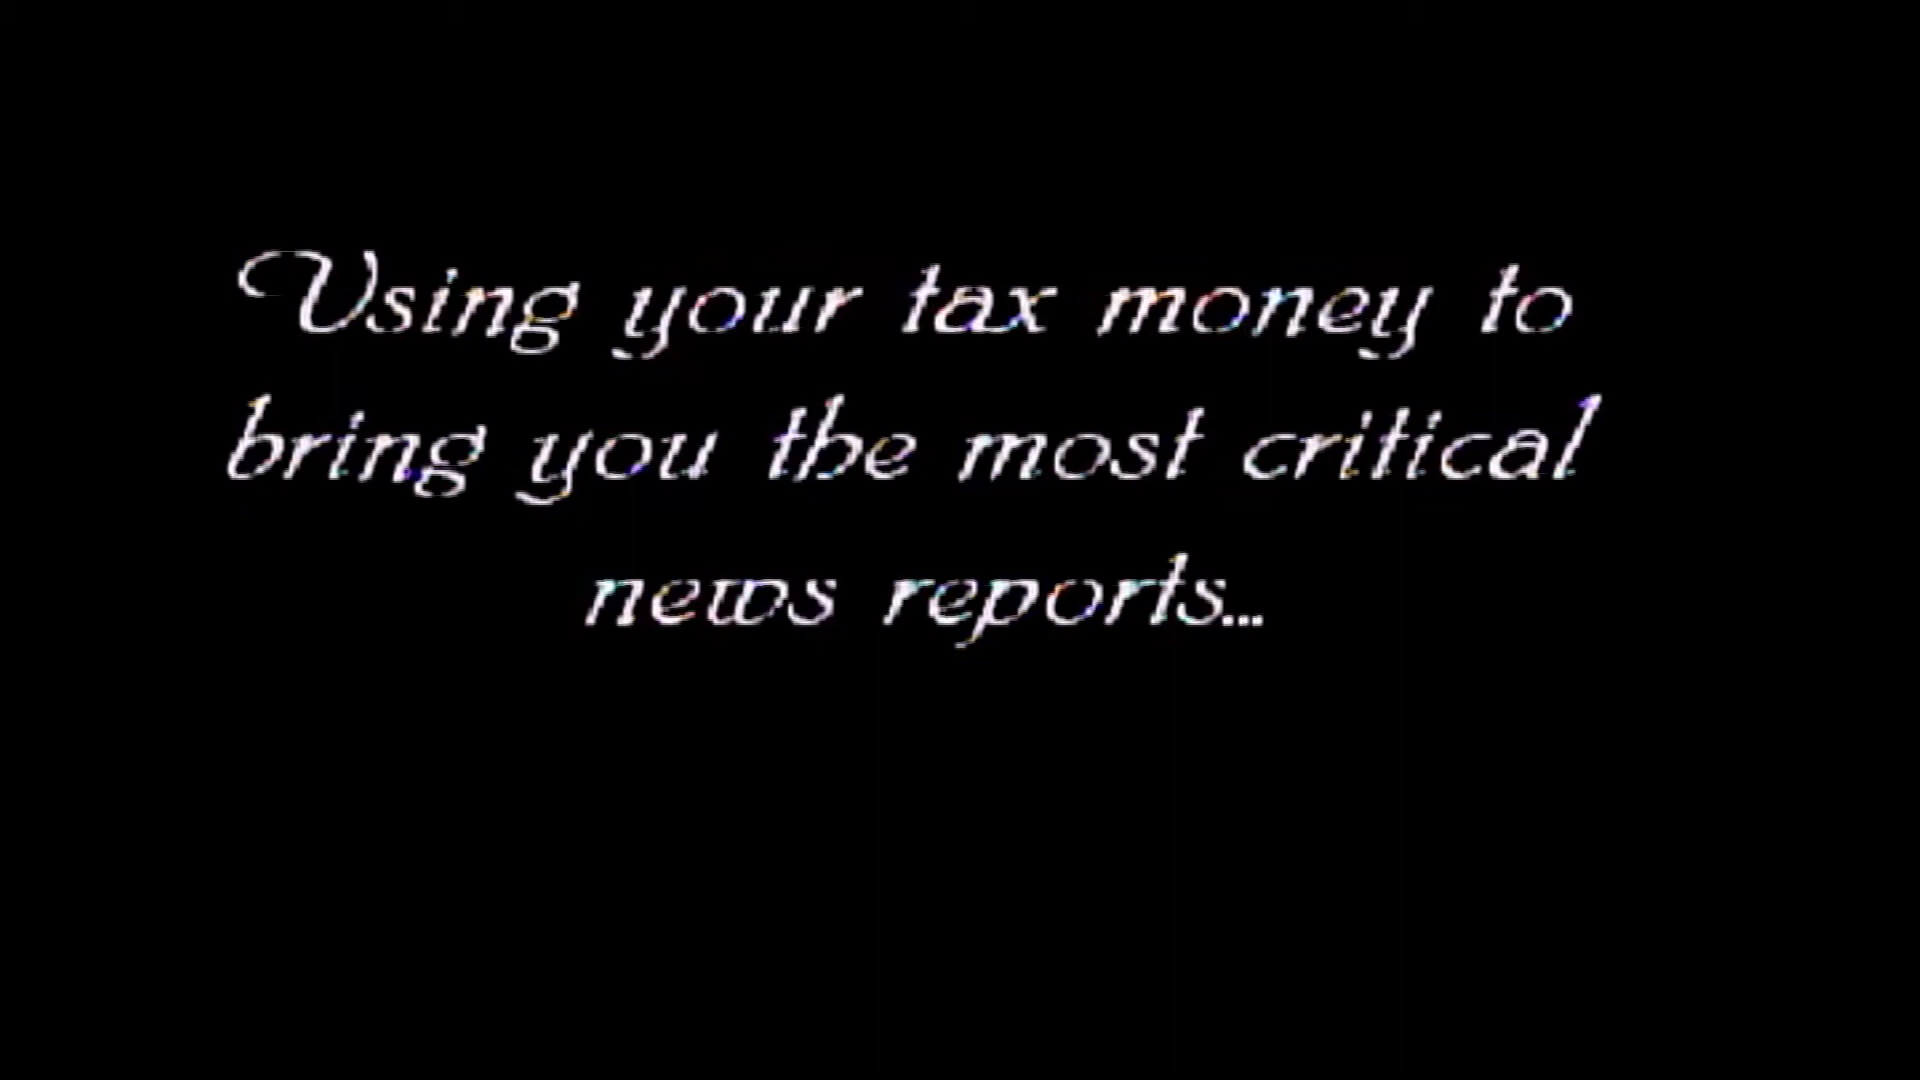 Using your tax money to
bring you the most critical
news reports...